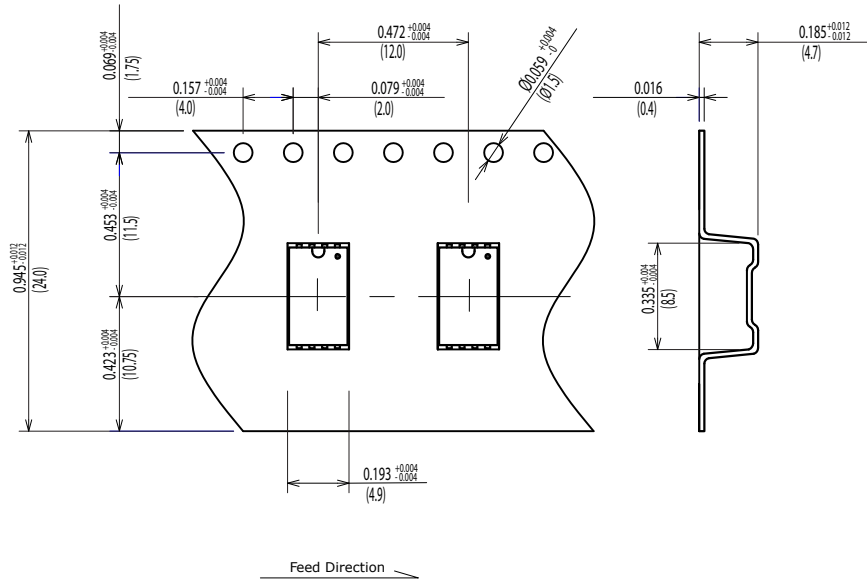 0.472 +0.004 -0.004
(12.0)
0.185 +0.012 -0.012
(4.7)
0.069 +0.004 -0.004
(1.75)
0.157 +0.004 -0.004
(4.0)
0.079 +0.004 -0.004
(2.0)
Ø0.059 +0.004 -0
(Ø1.5)
0.016
(0.4)
0.453 +0.004 -0.004
(11.5)
0.945 +0.012 -0.012
(24.0)
0.335 +0.004 -0.004
(8.5)
0.423 +0.004 -0.004
(10.75)
0.193 +0.004 -0.004
(4.9)
Feed Direction